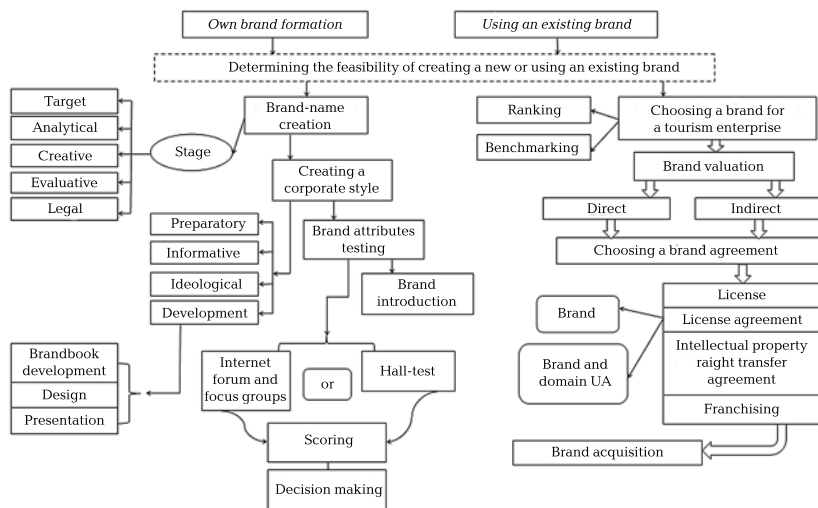 Own brand formation
Using an existing brand
Determining the feasibility of creating a new or using an existing brand
Target
Analytical
Creative
Evaluative
Legal
Stage
Brand-name
creation
Creating a
corporate style
Preparatory
Informative
Ideological
Development
Brand attributes
testing
Brand
introduction
Brandbook
development
Design
Presentation
Internet
forum and
focus groups
or
Hall-test
Scoring
Decision making
Ranking
Benchmarking
Choosing a brand for
a tourism enterprise
Brand valuation
Direct
Indirect
Choosing a brand agreement
License
License agreement
Intellectual property
raight transfer
agreement
Franchising
Brand
Brand and
domain UA
Brand acquisition